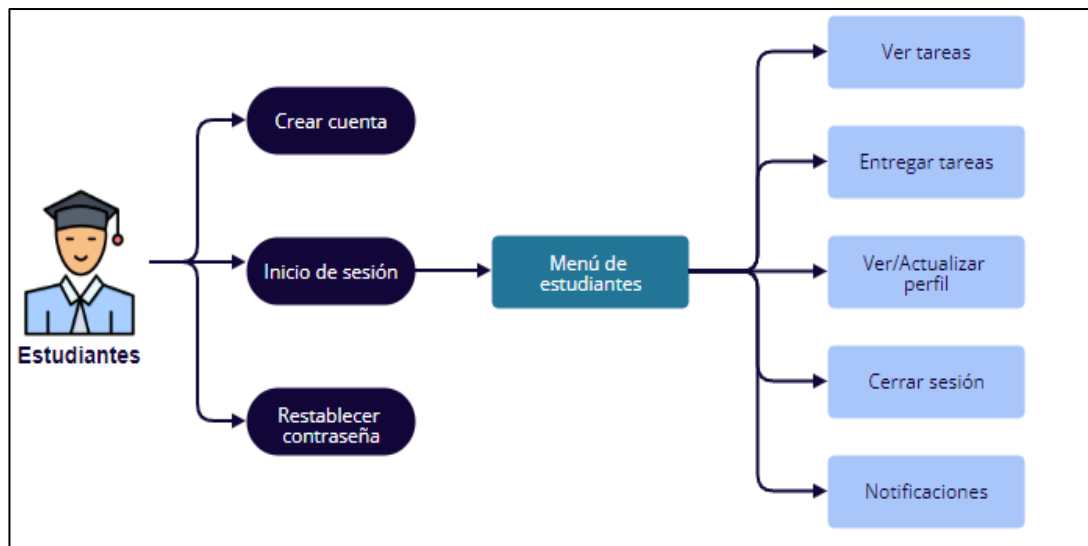 Estudiantes
Crear cuenta
Inicio de sesión
Restablecer
contraseña
Menú de
estudiantes
Ver tareas
Entregar tareas
Ver/Actualizar
perfil
Cerrar sesión
Notificaciones